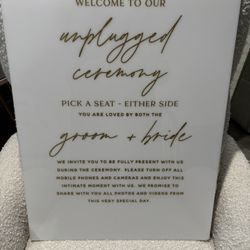 WELCOME TO OUR
unplugged
ceremony
PICK A SEAT - EITHER SIDE
YOU ARE LOVED BY BOTH THE
groom + bride
WE INVITE YOU TO BE FULLY PRESENT WITH US
DURING THE CEREMONY. PLEASE TURN OFF ALL
MOBILE PHONES AND CAMERAS AND ENJOY THIS
INTIMATE MOMENT WITH US. WE PROMISE TO
SHARE WITH YOU ALL PHOTOS AND VIDEOS FROM
THIS VERY SPECIAL DAY.